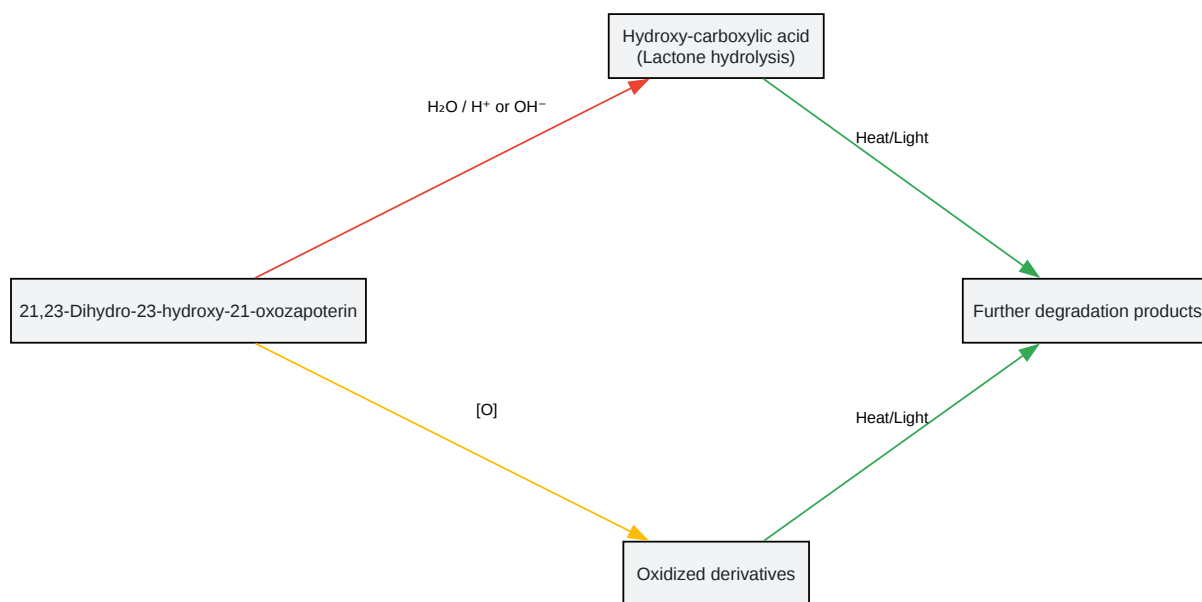 Hydroxy-carboxylic acid
(Lactone hydrolysis)
H₂O / H⁺ or OH⁻
Heat/Light
21,23-Dihydro-23-hydroxy-21-oxozapoterin
Further degradation products
[O]
Heat/Light
Oxidized derivatives